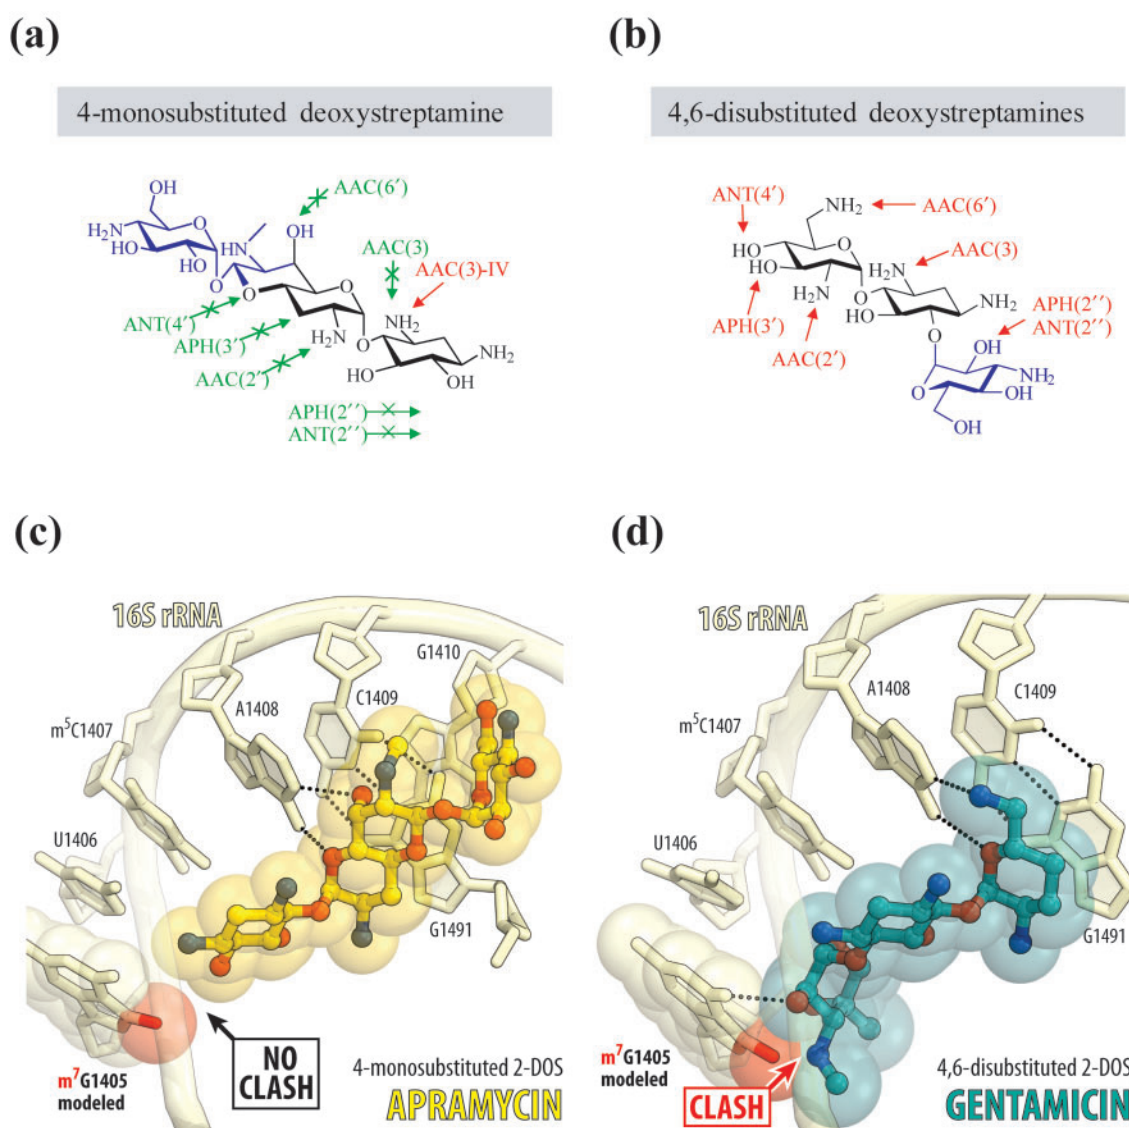 (a)
4-monosubstituted deoxystreptamine
OH
H₂N
HO
O
OH
O
HN
OH
AAC(6′)
AAC(3)
AAC(3)-IV
O
O
ANT(4′)
APH(3′)
AAC(2′)
H₂N
O
NH₂
HO
OH
NH₂
APH(2′′)
ANT(2′′)
(b)
4,6-disubstituted deoxystreptamines
ANT(4′)
NH₂
AAC(6′)
HO
HO
O
AAC(3)
H₂N
H₂N
O
NH₂
APH(3′)
HO
AAC(2′)
O
APH(2′′)
ANT(2′′)
OH
NH₂
O
OH
OH
(c)
16S rRNA
G1410
C1409
A1408
m⁵C1407
U1406
G1491
m⁷G1405
modeled
NO
CLASH
4-monosubstituted 2-DOS
APRAMYCIN
(d)
16S rRNA
C1409
A1408
m⁵C1407
U1406
G1491
m⁷G1405
modeled
CLASH
4,6-disubstituted 2-DOS
GENTAMICIN